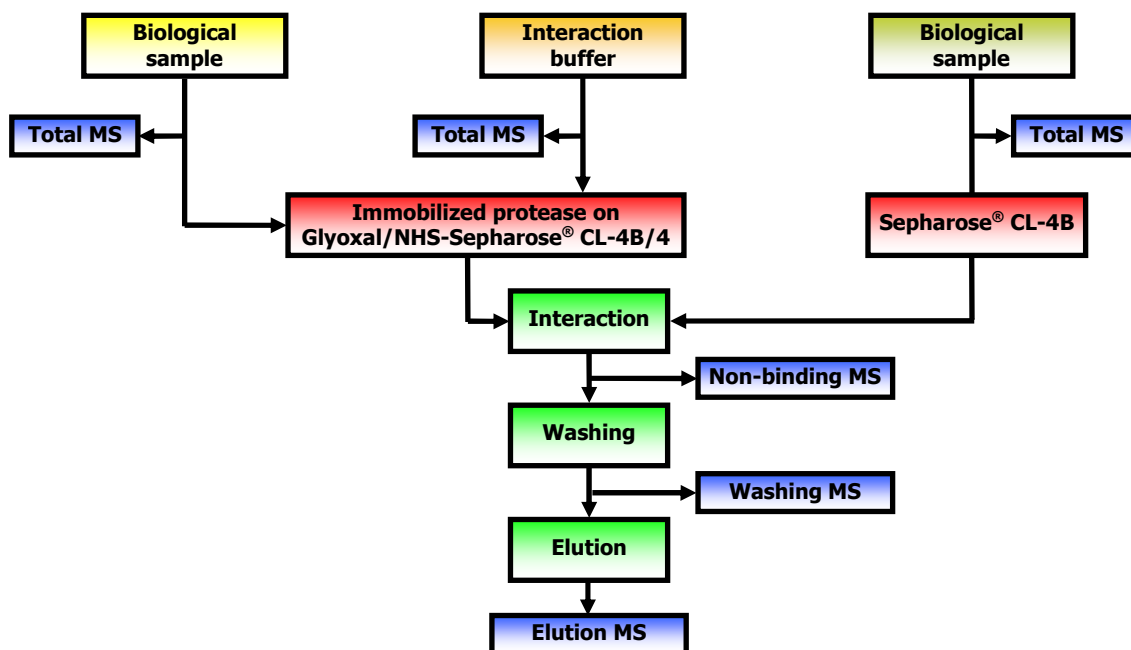 Biological
sample
Interaction
buffer
Biological
sample
Total MS
Total MS
Total MS
Immobilized protease on
Glyoxal/NHS-Sepharose® CL-4B/4
Sepharose® CL-4B
Interaction
Non-binding MS
Washing
Washing MS
Elution
Elution MS